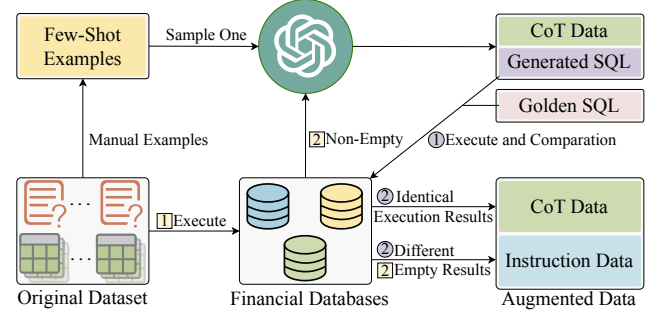 Few-Shot
Examples
Sample One
CoT Data
Generated SQL
Golden SQL
Manual Examples
2 Non-Empty
1 Execute and Comparation
? ... ?
...
1 Execute
2 Identical
Execution Results
CoT Data
2 Different
2 Empty Results
Instruction Data
Original Dataset
Financial Databases
Augmented Data